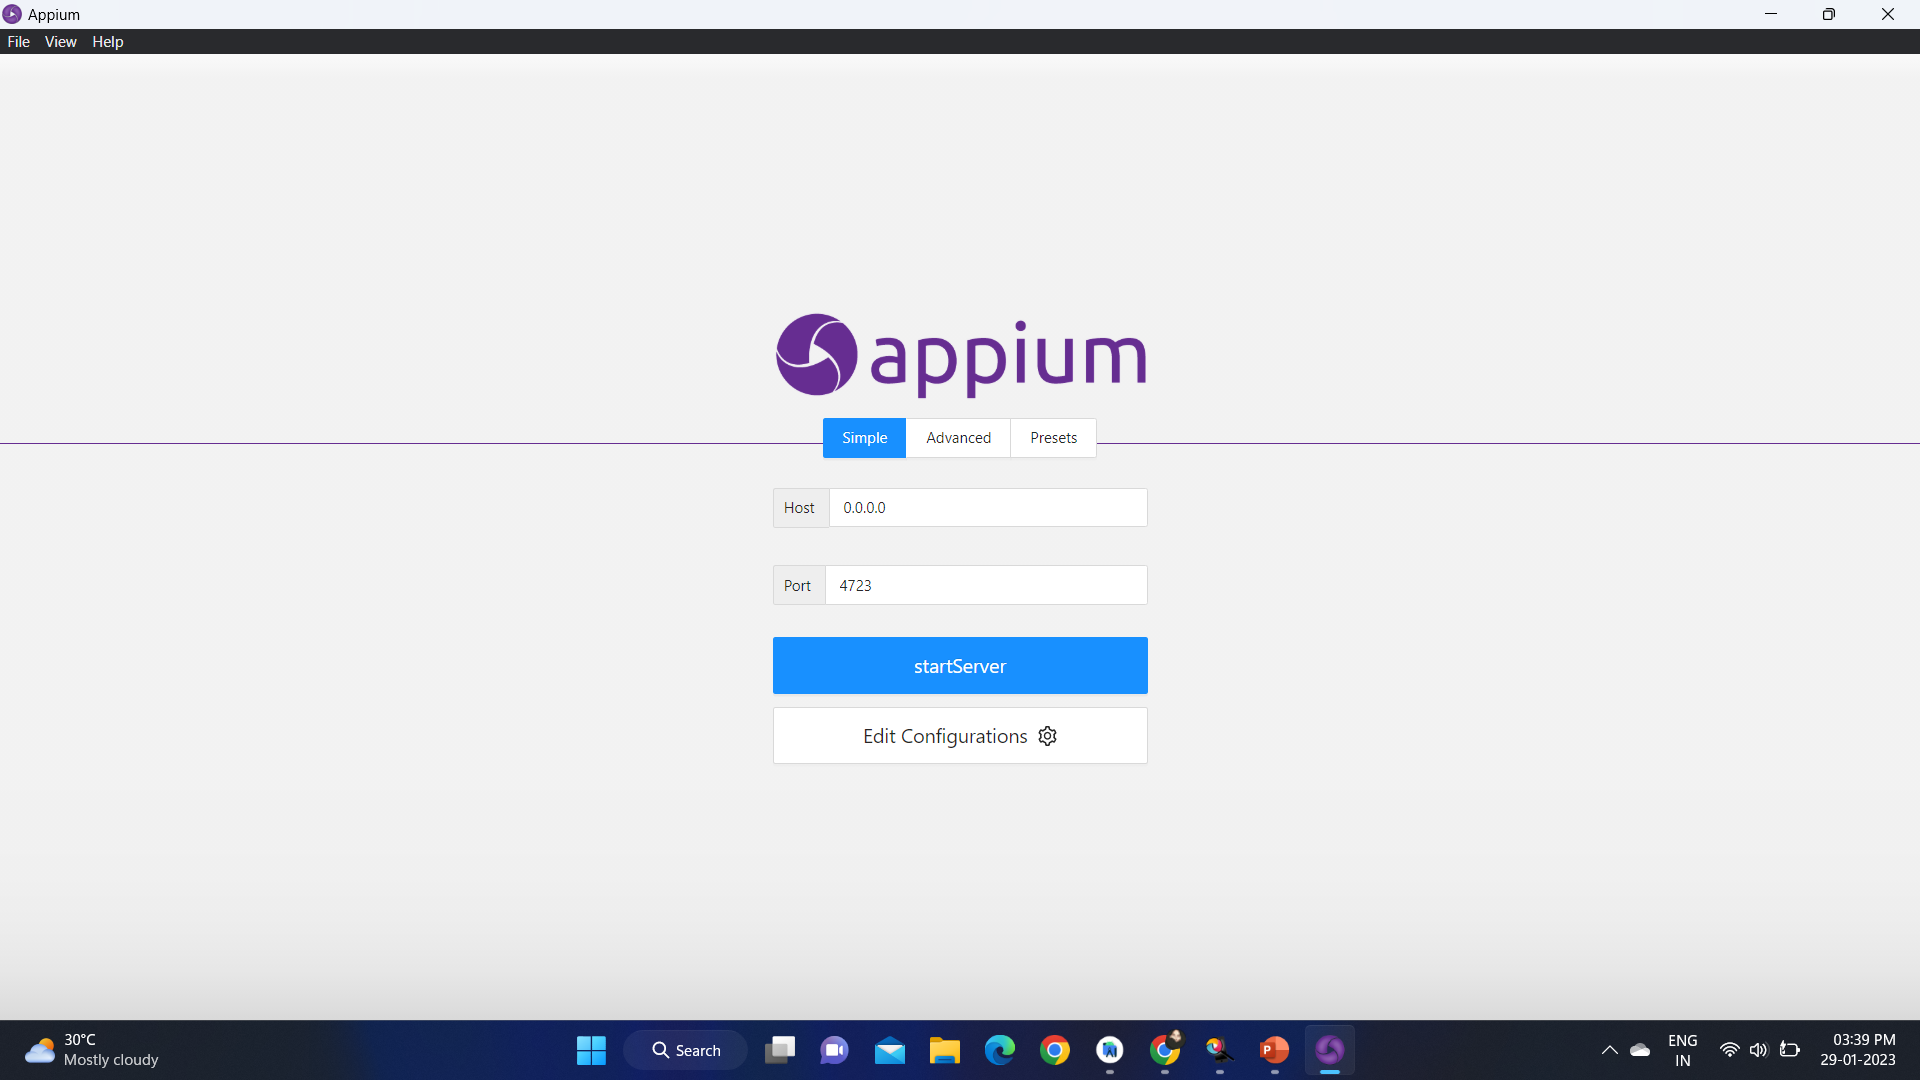 Appium
File View Help
appium
Simple Advanced Presets
Host 0.0.0.0
Port 4723
startServer
Edit Configurations
30°C
Mostly cloudy
Search
P
ENG
IN
03:39 PM
29-01-2023